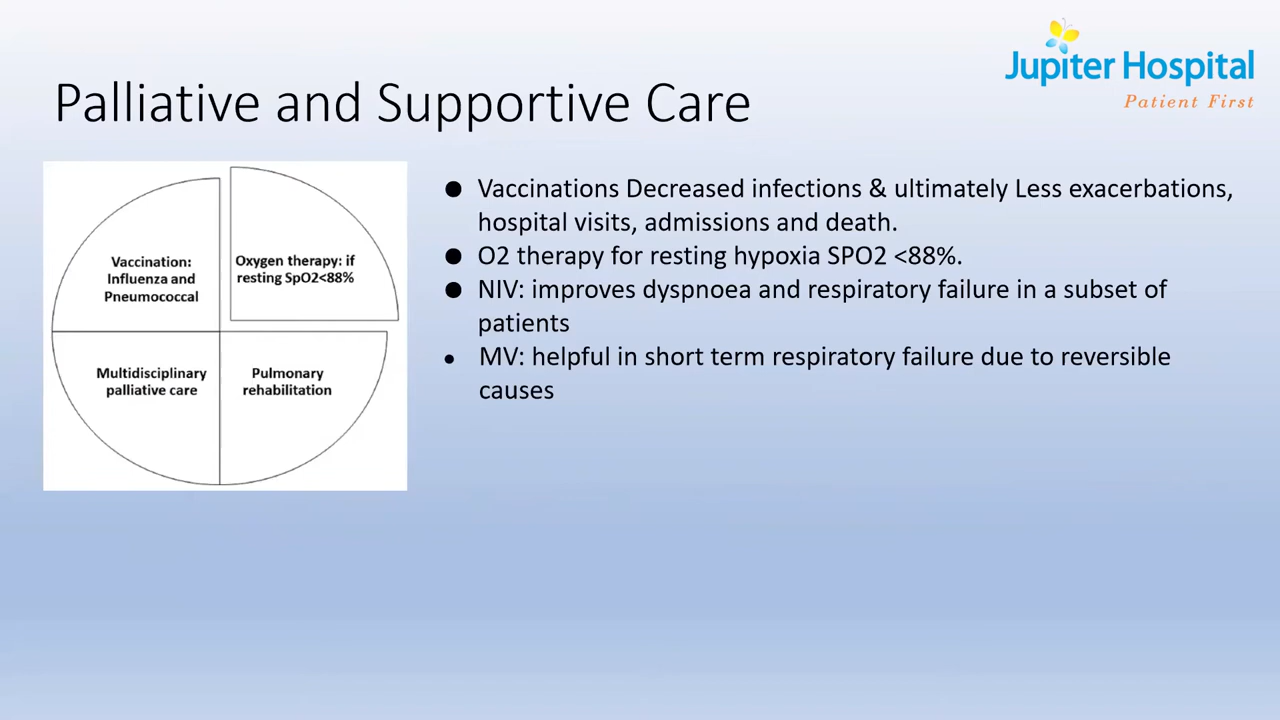 Jupiter Hospital
Patient First
Palliative and Supportive Care
Vaccination:
Influenza and
Pneumococcal
Oxygen therapy: if
resting SpO2<88%
Multidisciplinary
palliative care
Pulmonary
rehabilitation
● Vaccinations Decreased infections & ultimately Less exacerbations,
hospital visits, admissions and death.
● O2 therapy for resting hypoxia SPO2 <88%.
● NIV: improves dyspnoea and respiratory failure in a subset of
patients
• MV: helpful in short term respiratory failure due to reversible
causes